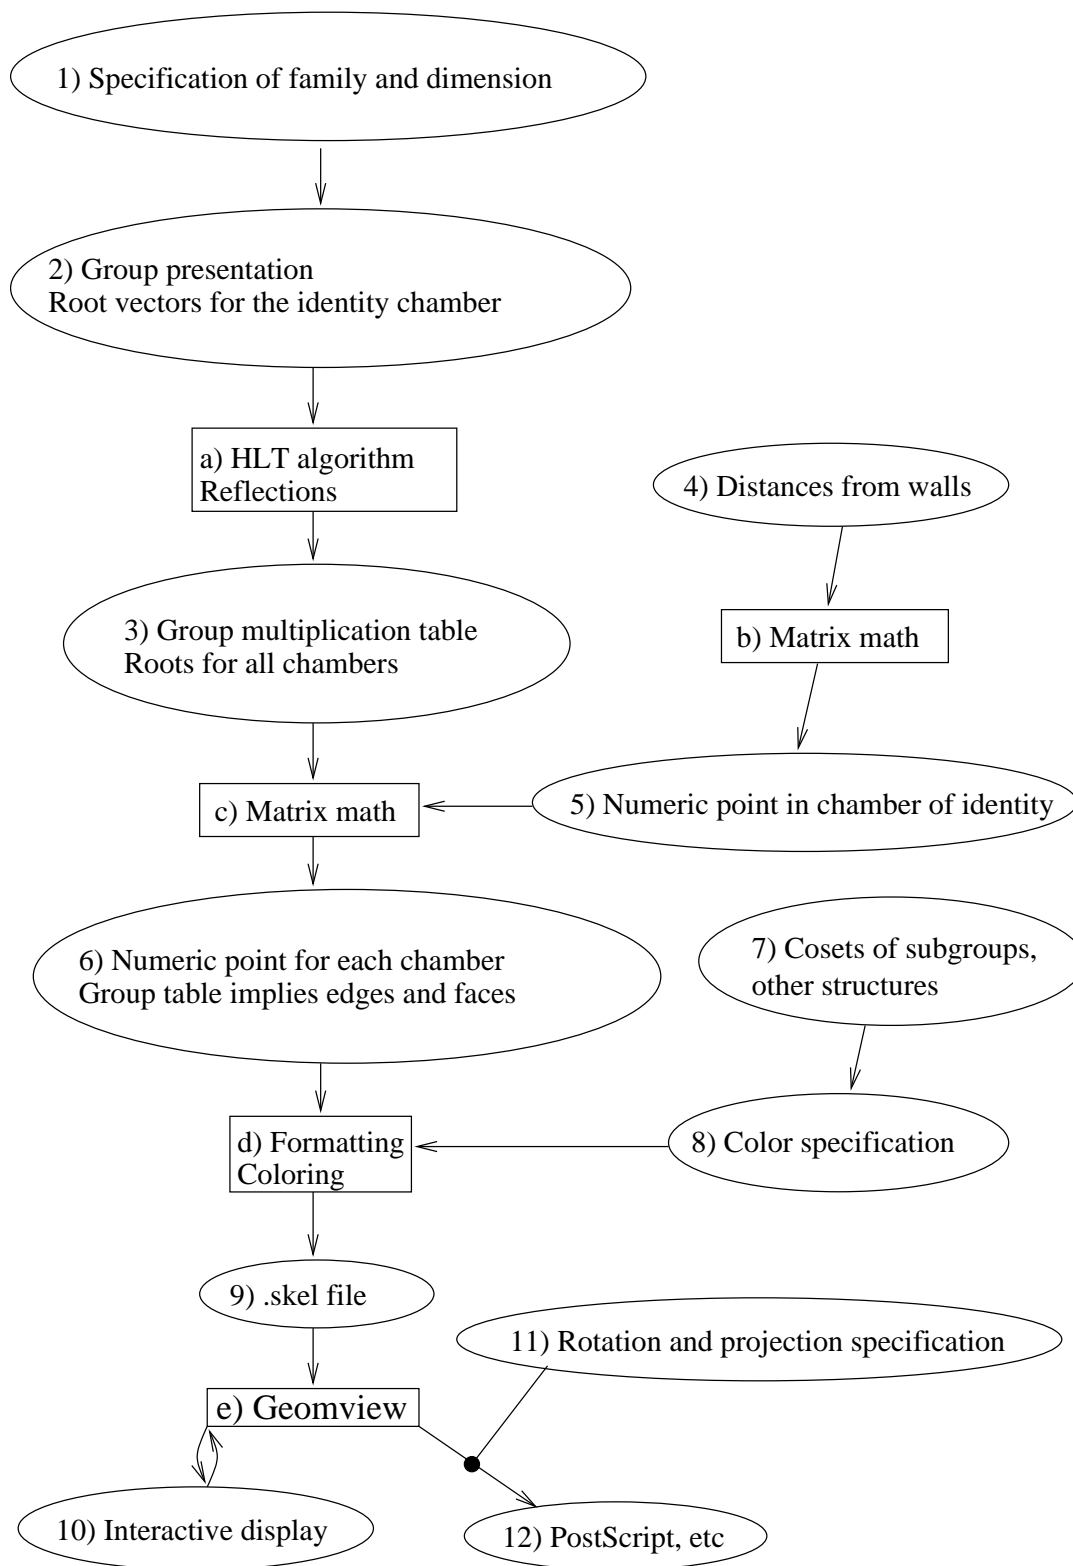 1) Specification of family and dimension
2) Group presentation
Root vectors for the identity chamber
a) HLT algorithm
Reflections
4) Distances from walls
3) Group multiplication table
Roots for all chambers
b) Matrix math
c) Matrix math
5) Numeric point in chamber of identity
6) Numeric point for each chamber
Group table implies edges and faces
7) Cosets of subgroups,
other structures
d) Formatting
Coloring
8) Color specification
9) .skel file
11) Rotation and projection specification
e) Geomview
10) Interactive display
12) PostScript, etc